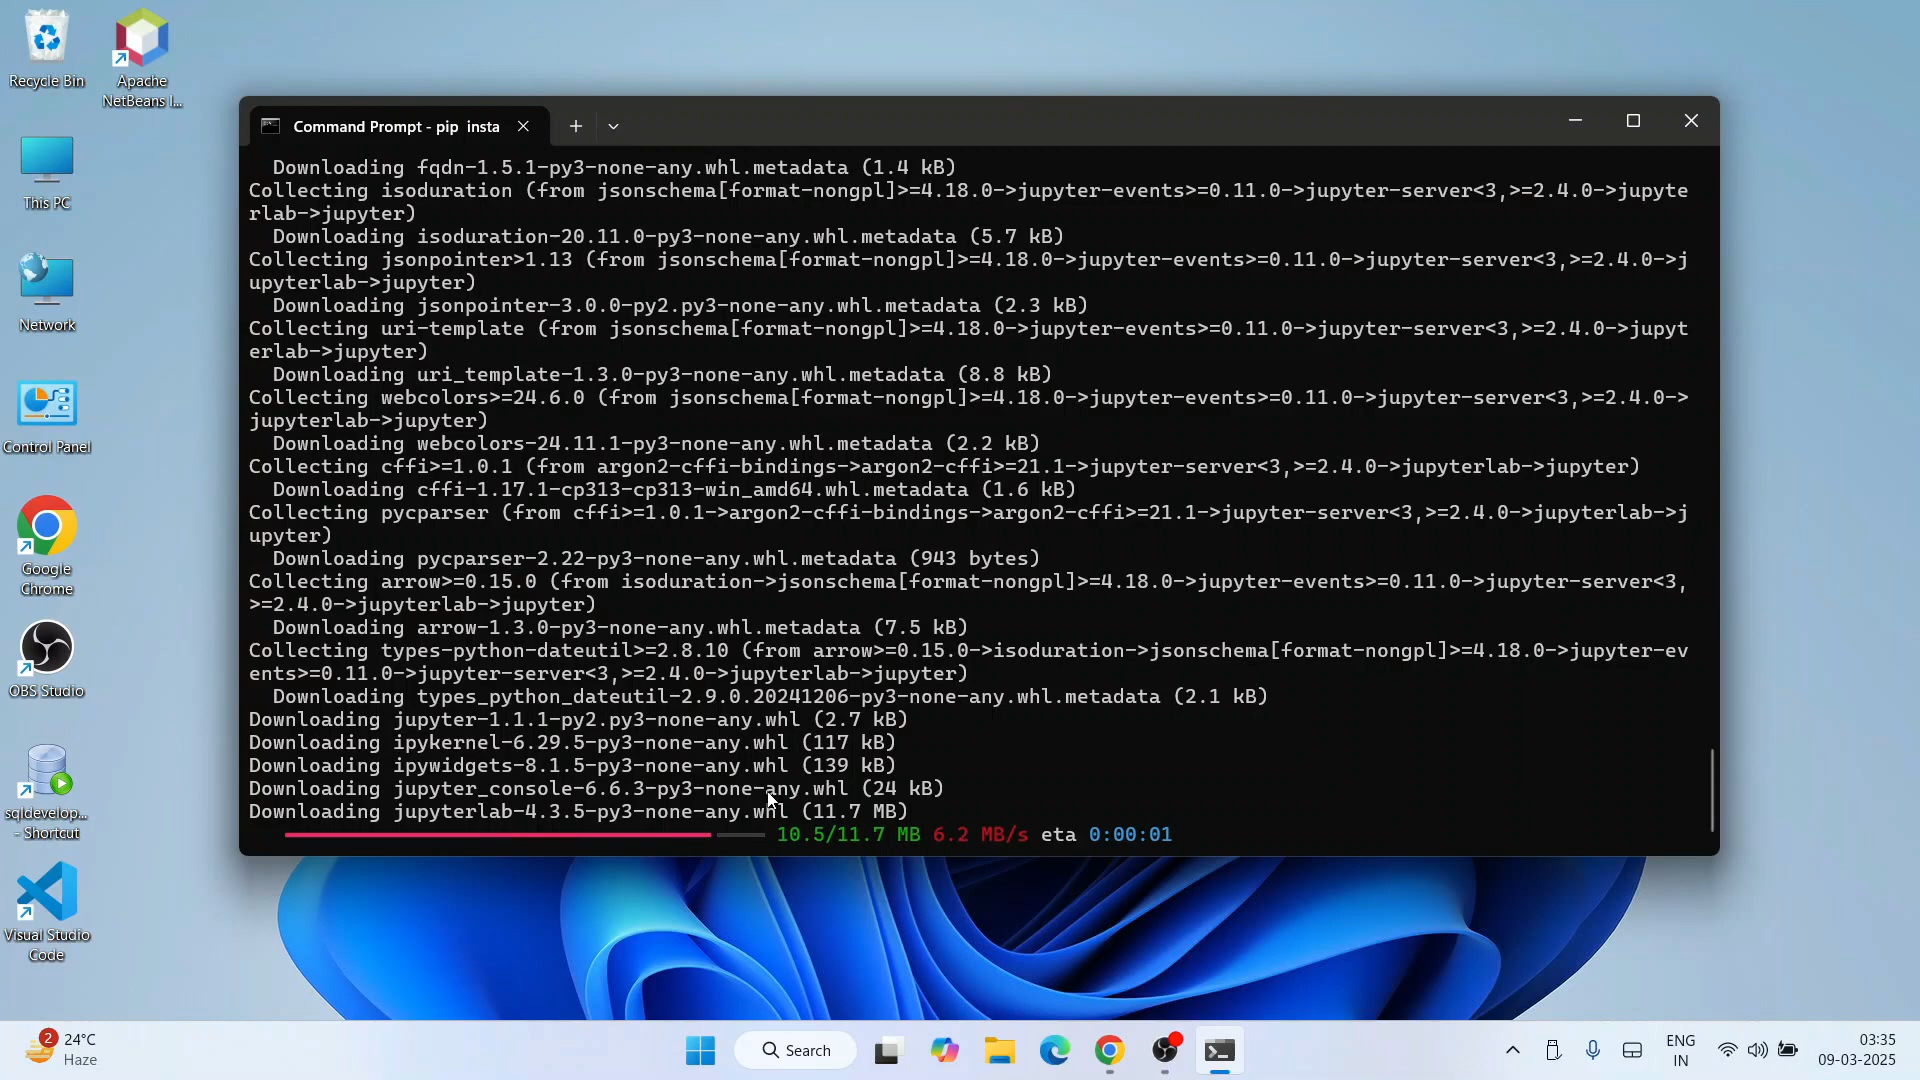 Recycle Bin
Apache
NetBeans I...
This PC
Network
Control Panel
Google
Chrome
OBS Studio
sqldevelop...
- Shortcut
Visual Studio
Code
Command Prompt - pip  insta
Downloading fqdn-1.5.1-py3-none-any.whl.metadata (1.4 kB)
Collecting isoduration (from jsonschema[format-nongpl]>=4.18.0->jupyter-events>=0.11.0->jupyter-server<3,>=2.4.0->jupyte
rlab->jupyter)
Downloading isoduration-20.11.0-py3-none-any.whl.metadata (5.7 kB)
Collecting jsonpointer>1.13 (from jsonschema[format-nongpl]>=4.18.0->jupyter-events>=0.11.0->jupyter-server<3,>=2.4.0->j
upyterlab->jupyter)
Downloading jsonpointer-3.0.0-py2.py3-none-any.whl.metadata (2.3 kB)
Collecting uri-template (from jsonschema[format-nongpl]>=4.18.0->jupyter-events>=0.11.0->jupyter-server<3,>=2.4.0->jupyt
erlab->jupyter)
Downloading uri_template-1.3.0-py3-none-any.whl.metadata (8.8 kB)
Collecting webcolors>=24.6.0 (from jsonschema[format-nongpl]>=4.18.0->jupyter-events>=0.11.0->jupyter-server<3,>=2.4.0->
jupyterlab->jupyter)
Downloading webcolors-24.11.1-py3-none-any.whl.metadata (2.2 kB)
Collecting cffi>=1.0.1 (from argon2-cffi-bindings->argon2-cffi>=21.1->jupyter-server<3,>=2.4.0->jupyterlab->jupyter)
Downloading cffi-1.17.1-cp313-cp313-win_amd64.whl.metadata (1.6 kB)
Collecting pycparser (from cffi>=1.0.1->argon2-cffi-bindings->argon2-cffi>=21.1->jupyter-server<3,>=2.4.0->jupyterlab->j
upyter)
Downloading pycparser-2.22-py3-none-any.whl.metadata (943 bytes)
Collecting arrow>=0.15.0 (from isoduration->jsonschema[format-nongpl]>=4.18.0->jupyter-events>=0.11.0->jupyter-server<3,
>=2.4.0->jupyterlab->jupyter)
Downloading arrow-1.3.0-py3-none-any.whl.metadata (7.5 kB)
Collecting types-python-dateutil>=2.8.10 (from arrow>=0.15.0->isoduration->jsonschema[format-nongpl]>=4.18.0->jupyter-ev
ents>=0.11.0->jupyter-server<3,>=2.4.0->jupyterlab->jupyter)
Downloading types_python_dateutil-2.9.0.20241206-py3-none-any.whl.metadata (2.1 kB)
Downloading jupyter-1.1.1-py2.py3-none-any.whl (2.7 kB)
Downloading ipykernel-6.29.5-py3-none-any.whl (117 kB)
Downloading ipywidgets-8.1.5-py3-none-any.whl (139 kB)
Downloading jupyter_console-6.6.3-py3-none-any.whl (24 kB)
Downloading jupyterlab-4.3.5-py3-none-any.whl (11.7 MB)
10.5/11.7 MB 6.2 MB/s eta 0:00:01
2
24°C
Haze
Search
ENG
IN
03:35
09-03-2025